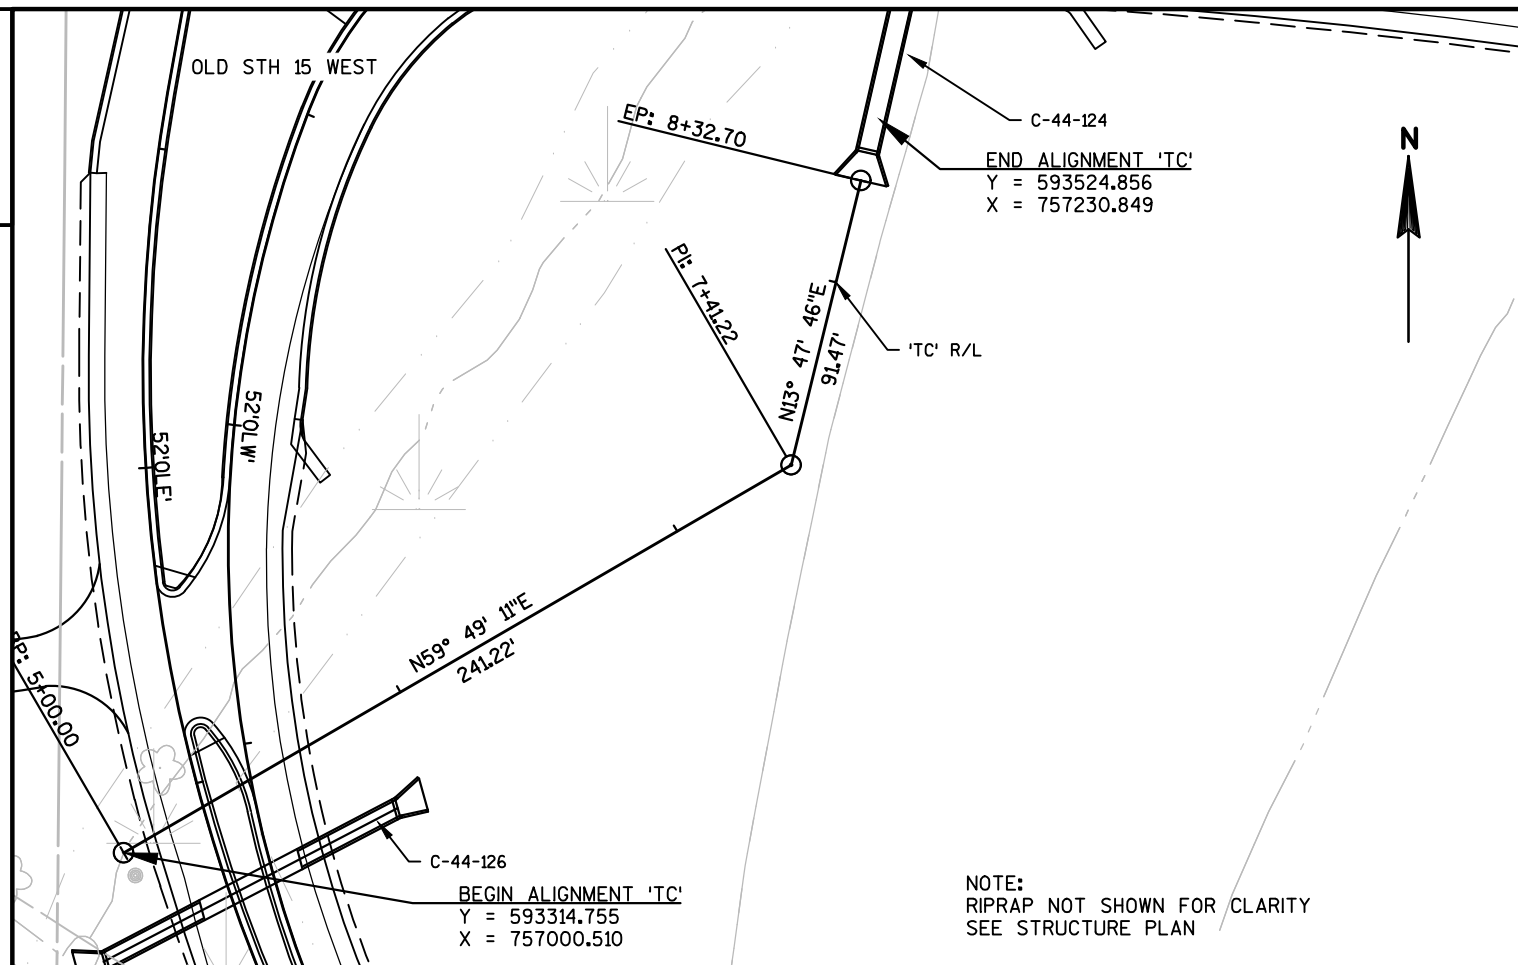 OLD STH 15 WEST
EP: 8+32.70
C-44-124
END ALIGNMENT 'TC'
Y = 593524.856
X = 757230.849
N
PI: 7+41.22
N13° 47' 46"E
91.47'
'TC' R/L
52'OLW'
52'OLE'
N59° 49' 11"E
241.22'
P: 5+00.00
C-44-126
BEGIN ALIGNMENT 'TC'
Y = 593314.755
X = 757000.510
NOTE:
RIPRAP NOT SHOWN FOR CLARITY
SEE STRUCTURE PLAN